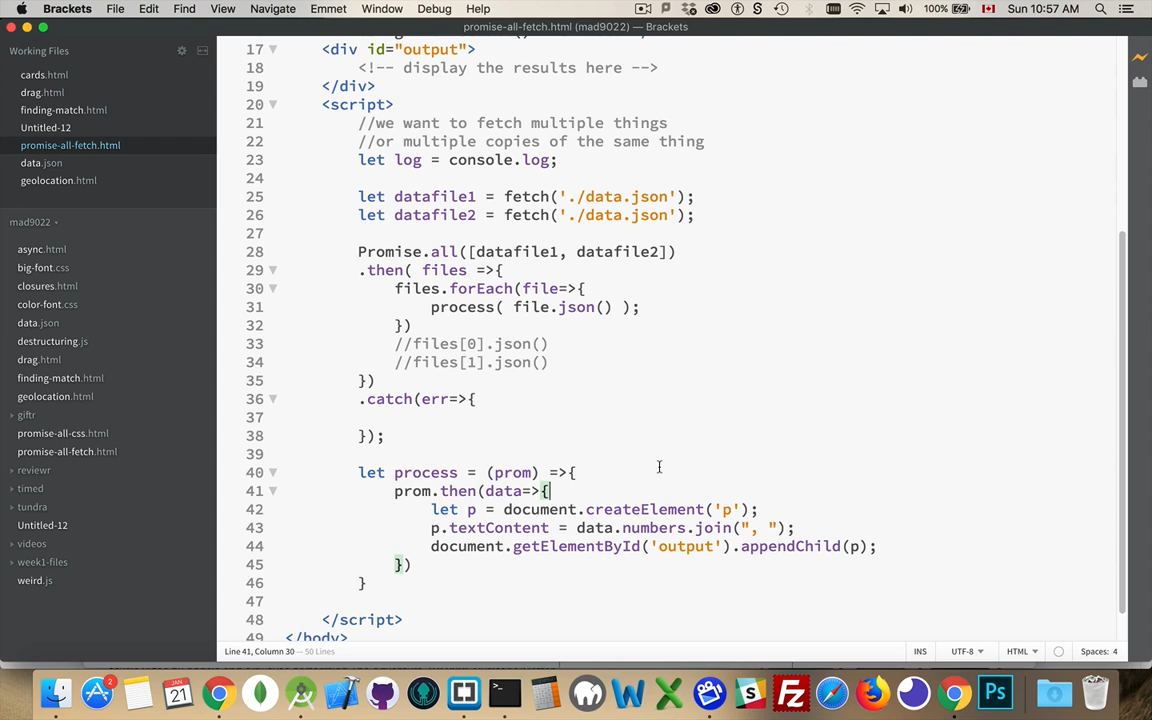 Brackets File Edit Find View Navigate Emmet Window Debug Help 100% Sun 10:57 AM
promise-all-fetch.html (mad9022) — Brackets
Working Files
cards.html
drag.html
finding-match.html
Untitled-12
promise-all-fetch.html
data.json
geolocation.html
mad9022
async.html
big-font.css
closures.html
color-font.css
data.json
destructuring.js
drag.html
finding-match.html
geolocation.html
giftr
promise-all-css.html
promise-all-fetch.html
reviewr
timed
tundra
Untitled-12
videos
week1-files
weird.js
17 <div id="output">
18 <!-- display the results here -->
19 </div>
20 <script>
21 //we want to fetch multiple things
22 //or multiple copies of the same thing
23 let log = console.log;
24
25 let datafile1 = fetch('./data.json');
26 let datafile2 = fetch('./data.json');
27
28 Promise.all([datafile1, datafile2])
29 .then( files =>{
30 files.forEach(file=>{
31 process( file.json() );
32 })
33 //files[0].json()
34 //files[1].json()
35 })
36 .catch(err=>{
37
38 });
39
40 let process = (prom) =>{
41 prom.then(data=>{
42 let p = document.createElement('p');
43 p.textContent = data.numbers.join(", ");
44 document.getElementById('output').appendChild(p);
45 })
46 }
47
48 </script>
49 </body>
Line 41, Column 30 — 50 Lines INS UTF-8 HTML Spaces: 4
2
JAN
21
Ps